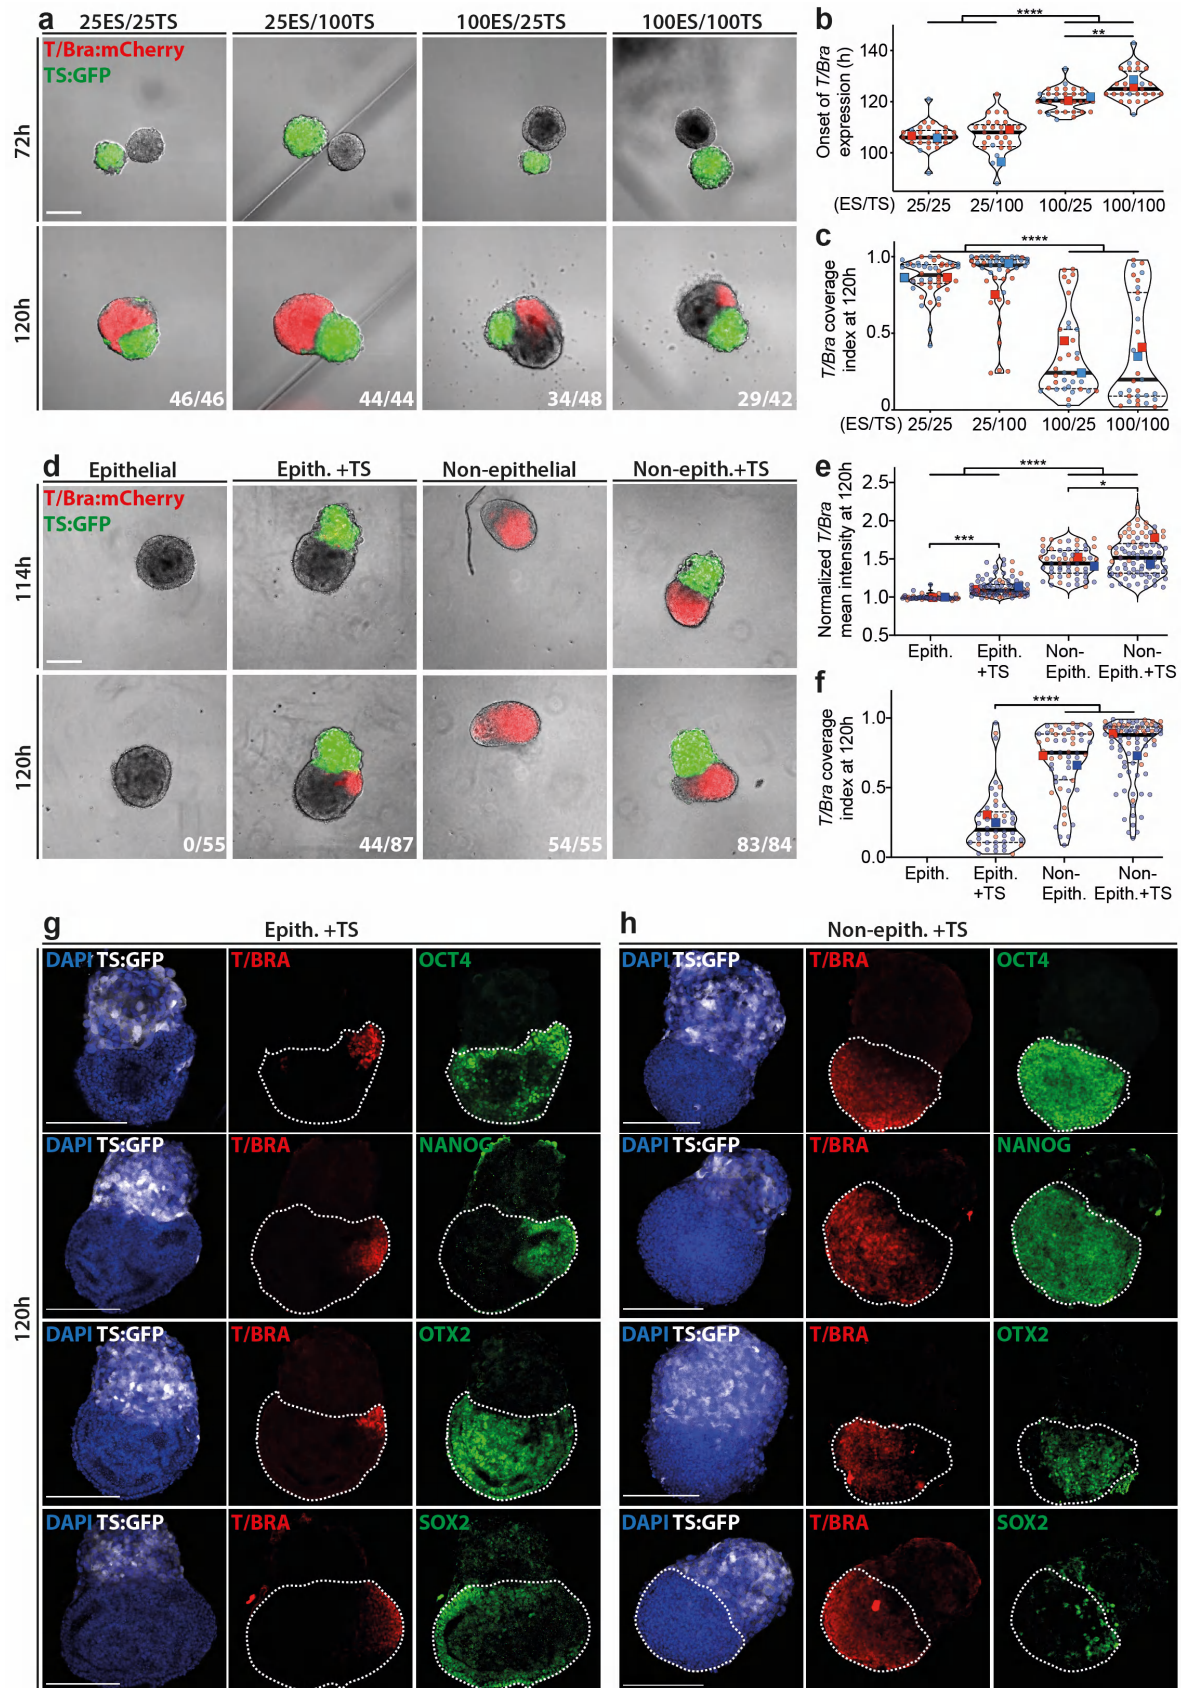 a
25ES/25TS
25ES/100TS
100ES/25TS
100ES/100TS
T/Bra:mCherry
TS:GFP
72h
120h
46/46
44/44
34/48
29/42
b
Onset of T/Bra
expression (h)
****
**
140
120
100
(ES/TS)
25/25
25/100
100/25
100/100
c
T/Bra coverage
index at 120h
****
1.0
0.5
0
(ES/TS)
25/25
25/100
100/25
100/100
d
Epithelial
Epith. +TS
Non-epithelial
Non-epith.+TS
T/Bra:mCherry
TS:GFP
114h
120h
0/55
44/87
54/55
83/84
e
Normalized T/Bra
mean intensity at 120h
****
*
***
2.5
2.0
1.5
1.0
0.5
Epith.
Epith.
+TS
Non-
Epith.
Non-
Epith.+TS
f
T/Bra coverage
index at 120h
****
1.0
0.5
0.0
Epith.
Epith.
+TS
Non-
Epith.
Non-
Epith.+TS
g
Epith. +TS
120h
DAPI TS:GFP
T/BRA
OCT4
DAPI TS:GFP
T/BRA
NANOG
DAPI TS:GFP
T/BRA
OTX2
DAPI TS:GFP
T/BRA
SOX2
h
Non-epith. +TS
DAPI TS:GFP
T/BRA
OCT4
DAPI TS:GFP
T/BRA
NANOG
DAPI TS:GFP
T/BRA
OTX2
DAPI TS:GFP
T/BRA
SOX2